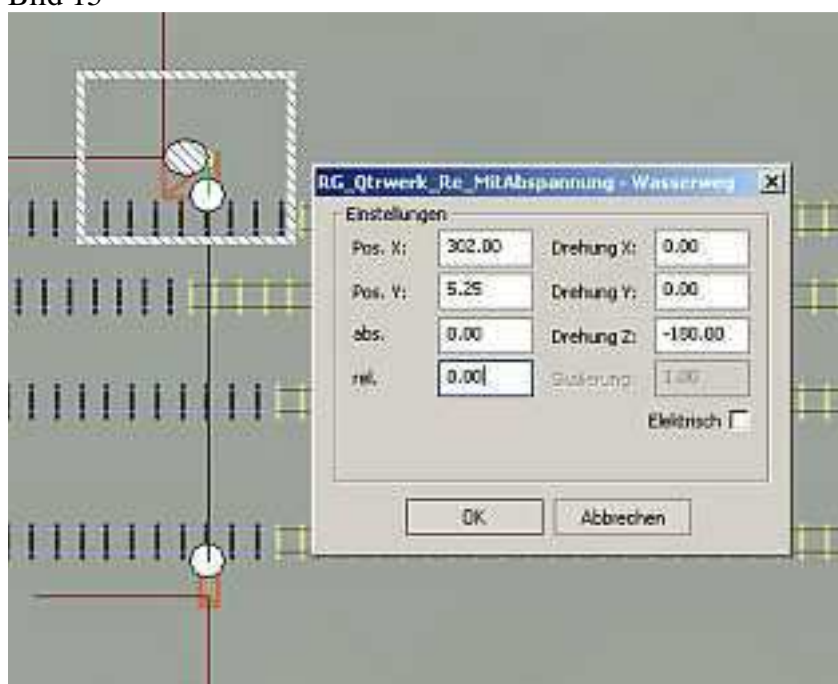 Bild 15
RG_Qtrwerk_Re_MitAbspannung - Wasserweg
Einstellungen
Pos. X: 302.00 Drehung X: 0.00
Pos. Y: 5.25 Drehung Y: 0.00
abs. 0.00 Drehung Z: -180.00
rel. 0.00 Skalierung: 1.00
Elektrisch
OK Abbrechen